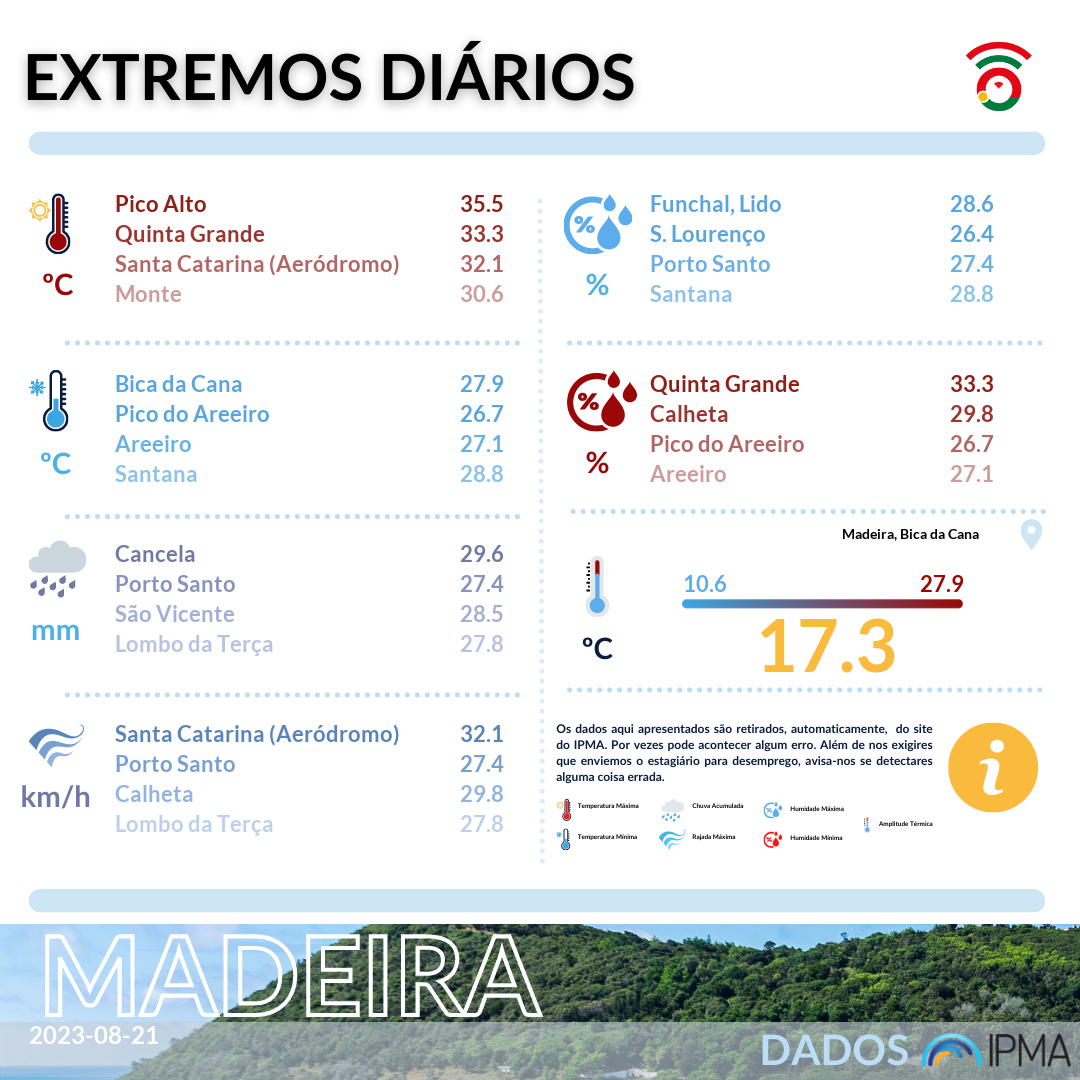 EXTREMOS DIÁRIOS
Pico Alto 35.5
Quinta Grande 33.3
Santa Catarina (Aeródromo) 32.1
Monte 30.6
ºC
Bica da Cana 27.9
Pico do Areeiro 26.7
Areeiro 27.1
Santana 28.8
ºC
Cancela 29.6
Porto Santo 27.4
São Vicente 28.5
Lombo da Terça 27.8
mm
Santa Catarina (Aeródromo) 32.1
Porto Santo 27.4
Calheta 29.8
Lombo da Terça 27.8
km/h
%
Funchal, Lido 28.6
S. Lourenço 26.4
Porto Santo 27.4
Santana 28.8
%
%
Quinta Grande 33.3
Calheta 29.8
Pico do Areeiro 26.7
Areeiro 27.1
%
Madeira, Bica da Cana
10.6 27.9
17.3
ºC
Os dados aqui apresentados são retirados, automaticamente, do site
do IPMA. Por vezes pode acontecer algum erro. Além de nos exigires
que enviemos o estagiário para desemprego, avisa-nos se detectares
alguma coisa errada.
i
Temperatura Máxima Chuva Acumulada Humidade Máxima
Amplitude Térmica
Temperatura Mínima Rajada Máxima Humidade Mínima
MADEIRA
2023-08-21
DADOS IPMA